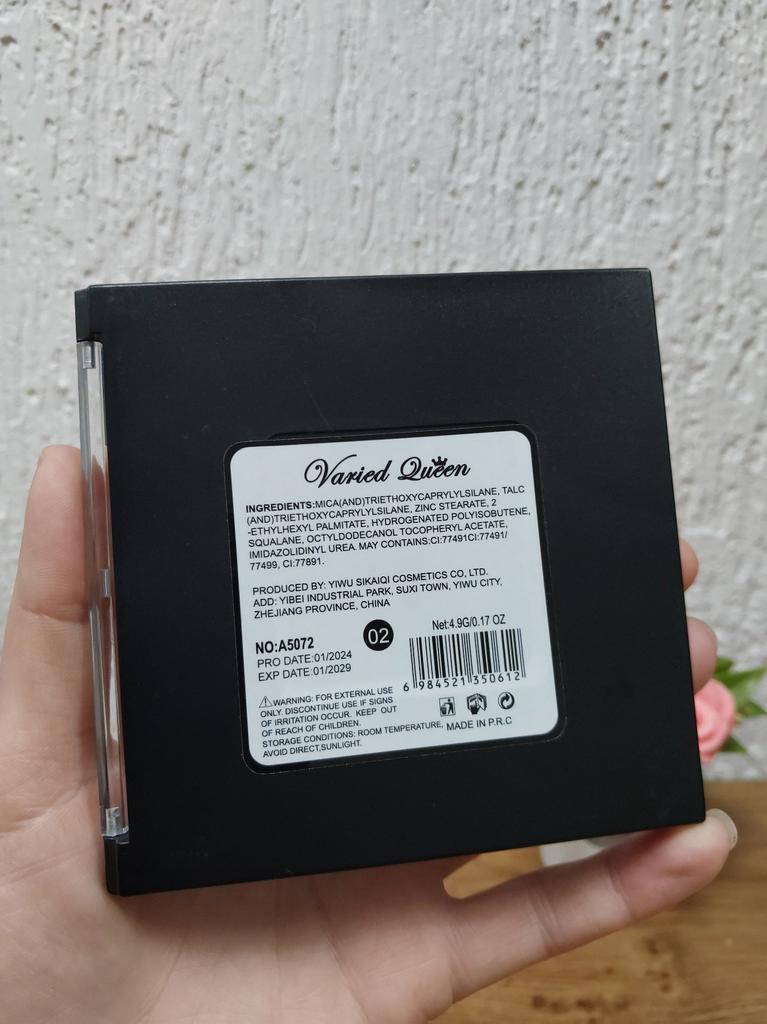 Varied Queen
INGREDIENTS:MICA(AND)TRIETHOXYCAPRYLYLSILANE, TALC
(AND)TRIETHOXYCAPRYLYLSILANE, ZINC STEARATE, 2
-ETHYLHEXYL PALMITATE, HYDROGENATED POLYISOBUTENE,
SQUALANE, OCTYLDODECANOL TOCOPHERYL ACETATE,
IMIDAZOLIDINYL UREA. MAY CONTAINS:CI:77491CI:77491/
77499, CI:77891.
PRODUCED BY: YIWU SIKAIQI COSMETICS CO, LTD.
ADD: YIBEI INDUSTRIAL PARK, SUXI TOWN, YIWU CITY,
ZHEJIANG PROVINCE, CHINA
NO:A5072
PRO DATE:01/2024
EXP DATE:01/2029
02
Net:4.9G/0.17 OZ
6 984521 350612
WARNING: FOR EXTERNAL USE
ONLY. DISCONTINUE USE IF SIGNS
OF IRRITATION OCCUR. KEEP OUT
OF REACH OF CHILDREN.
STORAGE CONDITIONS: ROOM TEMPERATURE,
AVOID DIRECT,SUNLIGHT.
MADE IN P.R.C